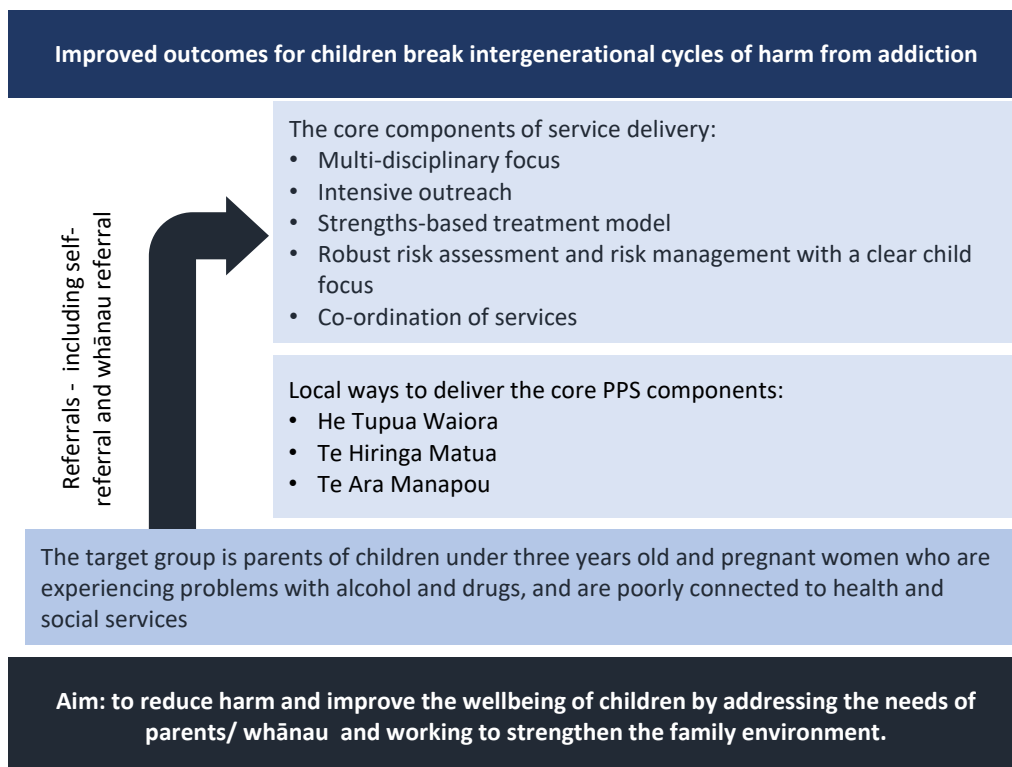 Improved outcomes for children break intergenerational cycles of harm from addiction
The core components of service delivery:
• Multi-disciplinary focus
• Intensive outreach
• Strengths-based treatment model
• Robust risk assessment and risk management with a clear child
focus
• Co-ordination of services
Referrals - including self-
referral and whānau referral
Local ways to deliver the core PPS components:
• He Tupua Waiora
• Te Hiringa Matua
• Te Ara Manapou
The target group is parents of children under three years old and pregnant women who are
experiencing problems with alcohol and drugs, and are poorly connected to health and
social services
Aim: to reduce harm and improve the wellbeing of children by addressing the needs of
parents/ whānau and working to strengthen the family environment.